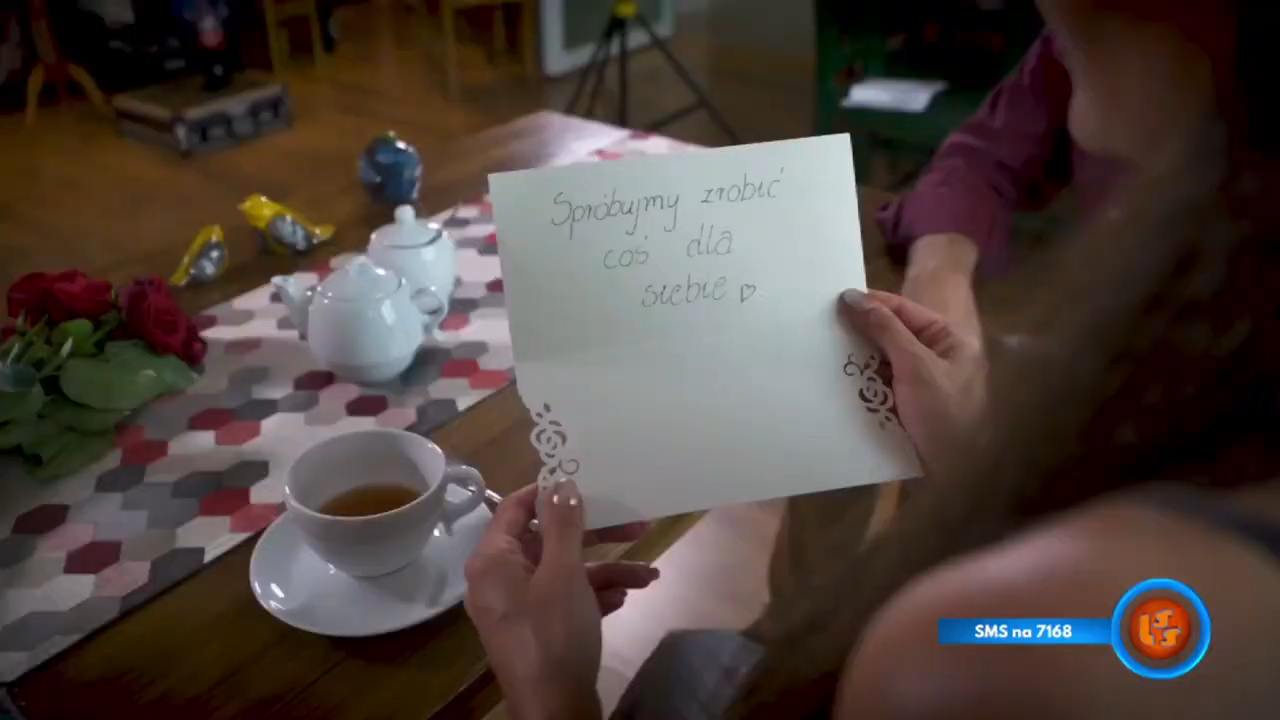 Spróbujmy zrobić
coś dla
siebie ♡
SMS na 7168